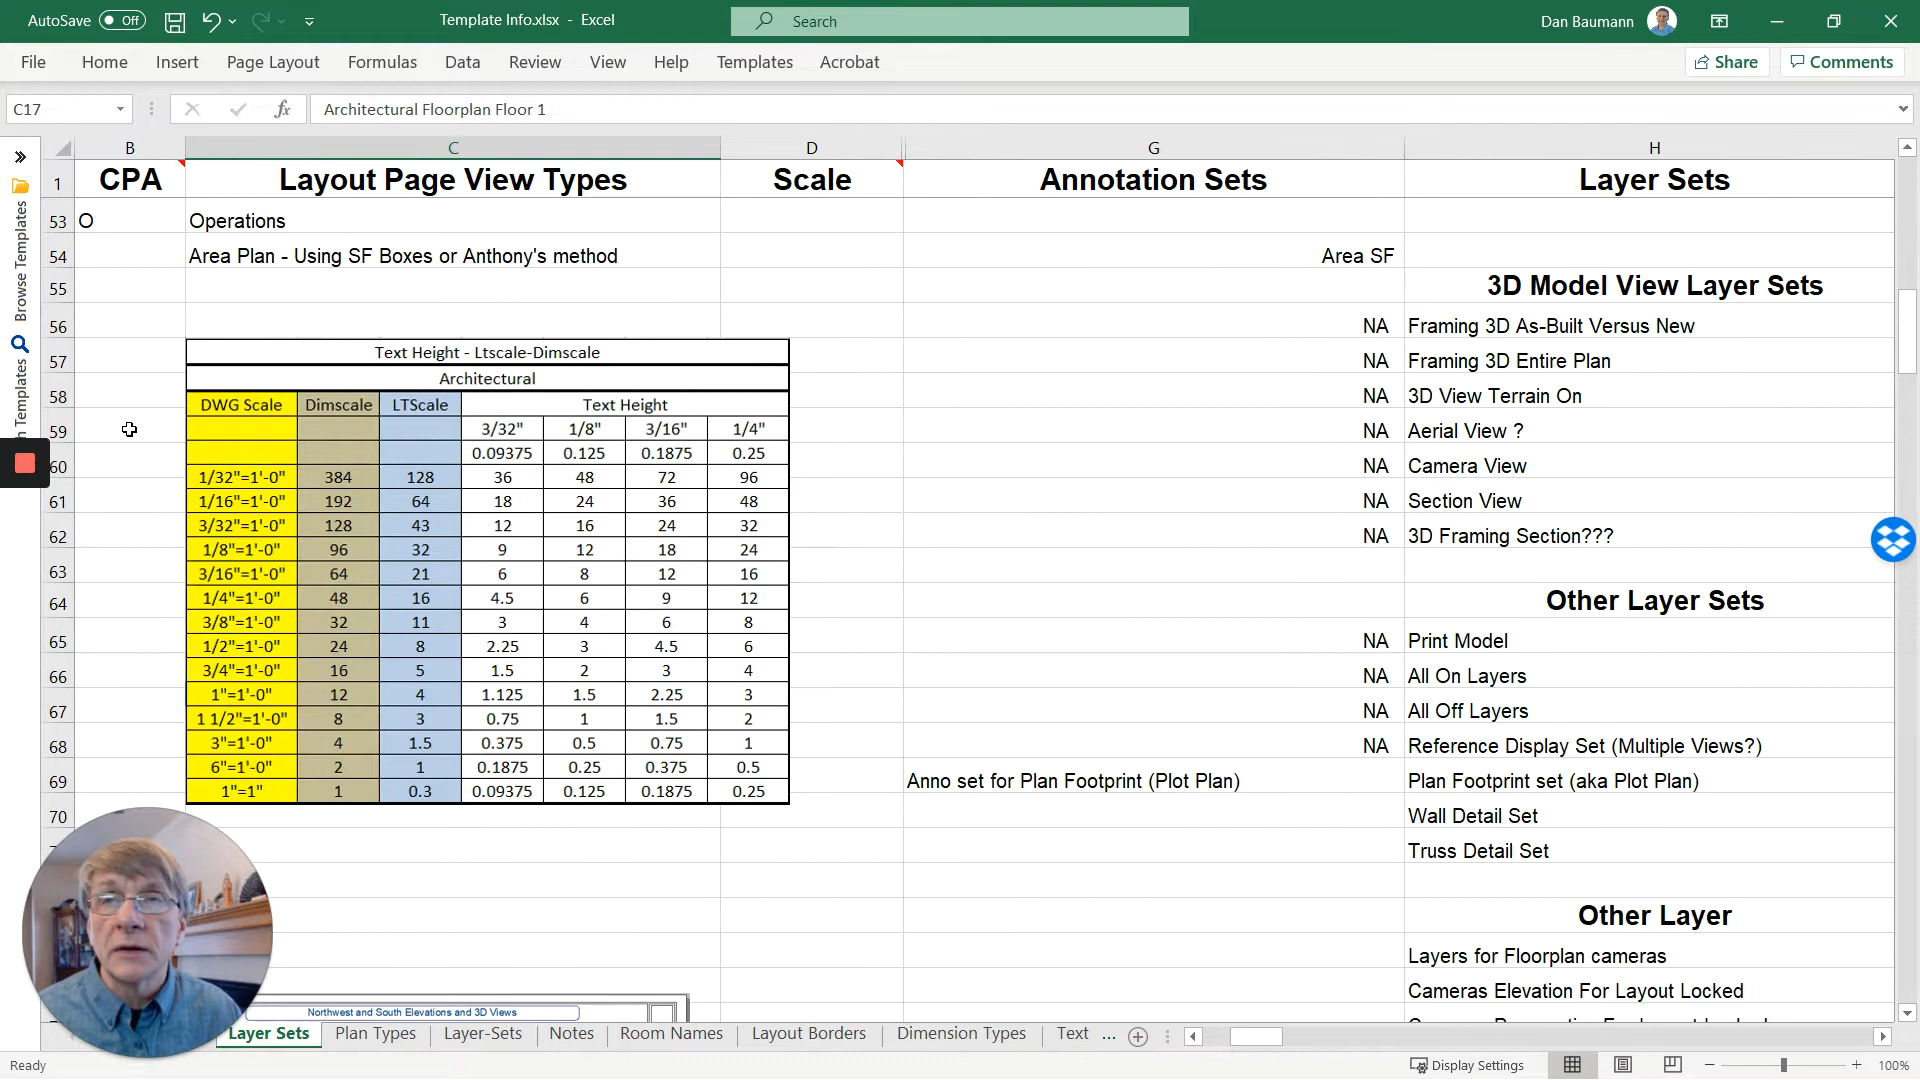 AutoSave Off Template Info.xlsx - Excel Search Dan Baumann
File Home Insert Page Layout Formulas Data Review View Help Templates Acrobat Share Comments
C17 fx Architectural Floorplan Floor 1
B C D G H
1 CPA Layout Page View Types Scale Annotation Sets Layer Sets
53 O Operations
54 Area Plan - Using SF Boxes or Anthony's method Area SF
55 3D Model View Layer Sets
56 NA Framing 3D As-Built Versus New
57 NA Framing 3D Entire Plan
58 NA 3D View Terrain On
59 NA Aerial View ?
60 NA Camera View
61 NA Section View
62 NA 3D Framing Section???
63
64 Other Layer Sets
65 NA Print Model
66 NA All On Layers
67 NA All Off Layers
68 NA Reference Display Set (Multiple Views?)
69 Anno set for Plan Footprint (Plot Plan) Plan Footprint set (aka Plot Plan)
70 Wall Detail Set
Truss Detail Set
Other Layer
Layers for Floorplan cameras
Cameras Elevation For Layout Locked
Browse Templates
Templates
Text Height - Ltscale-Dimscale
Architectural
DWG Scale Dimscale LTScale Text Height
3/32" 1/8" 3/16" 1/4"
0.09375 0.125 0.1875 0.25
1/32"=1'-0" 384 128 36 48 72 96
1/16"=1'-0" 192 64 18 24 36 48
3/32"=1'-0" 128 43 12 16 24 32
1/8"=1'-0" 96 32 9 12 18 24
3/16"=1'-0" 64 21 6 8 12 16
1/4"=1'-0" 48 16 4.5 6 9 12
3/8"=1'-0" 32 11 3 4 6 8
1/2"=1'-0" 24 8 2.25 3 4.5 6
3/4"=1'-0" 16 5 1.5 2 3 4
1"=1'-0" 12 4 1.125 1.5 2.25 3
1 1/2"=1'-0" 8 3 0.75 1 1.5 2
3"=1'-0" 4 1.5 0.375 0.5 0.75 1
6"=1'-0" 2 1 0.1875 0.25 0.375 0.5
1"=1" 1 0.3 0.09375 0.125 0.1875 0.25
Northwest and South Elevations and 3D Views
Layer Sets Plan Types Layer-Sets Notes Room Names Layout Borders Dimension Types Text ...
Ready Display Settings 100%